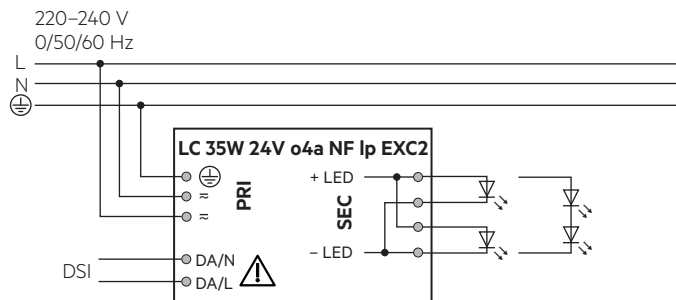 220–240 V
0/50/60 Hz
L
N
LC 35W 24V o4a NF lp EXC2
+ LED
≂
PRI
SEC
≂
– LED
DA/N
DSI
DA/L